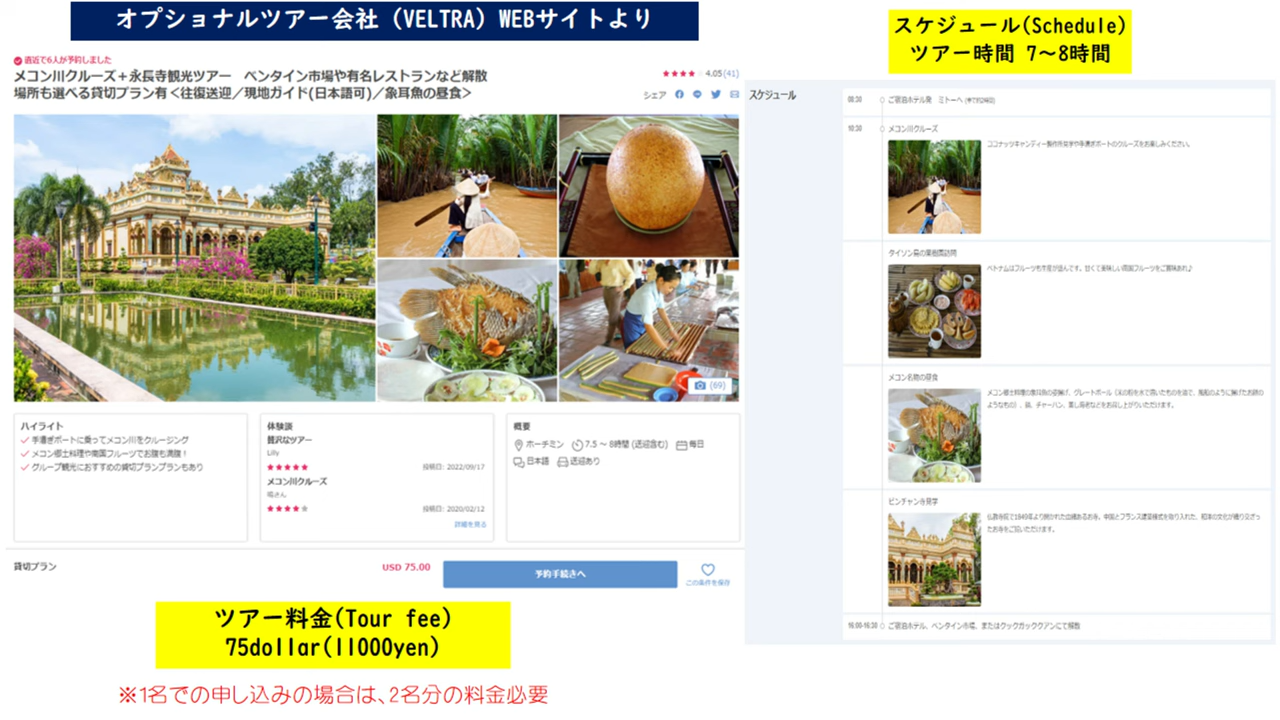 オプショナルツアー会社（VELTRA）WEBサイトより
直近で6人が予約しました
メコン川クルーズ＋永長寺観光ツアー　ベンタイン市場や有名レストランなど解散
場所も選べる貸切プラン有＜往復送迎／現地ガイド(日本語可)／象耳魚の昼食＞
4.05(41)
シェア
(69)
ハイライト
手漕ぎボートに乗ってメコン川をクルージング
メコン郷土料理や南国フルーツでお腹も満腹！
グループ観光におすすめの貸切プランプランもあり
体験談
贅沢なツアー
Lilly
投稿日: 2022/09/17
メコン川クルーズ
投稿日: 2020/02/12
詳細を見る
概要
ホーチミン
7.5 ～ 8時間 (送迎含む)
毎日
日本語
送迎あり
貸切プラン
USD 75.00
予約手続きへ
この条件を保存
ツアー料金(Tour fee)
75dollar(11000yen)
※1名での申し込みの場合は、2名分の料金必要
スケジュール(Schedule)
ツアー時間 7～8時間
スケジュール
08:30
ご宿泊ホテル発　ミトーへ
10:30
メコン川クルーズ
ココナッツキャンディー製作所見学や手漕ぎボートのクルーズをお楽しみください。
タイソン島の果樹園訪問
ベトナムはフルーツも名産が盛んです。甘くて美味しい南国フルーツをご賞味あれ♪
メコン名物の昼食
ビンチャン寺見学
16:00-16:30
ご宿泊ホテル、ベンタイン市場、またはクックガッククアンにて解散